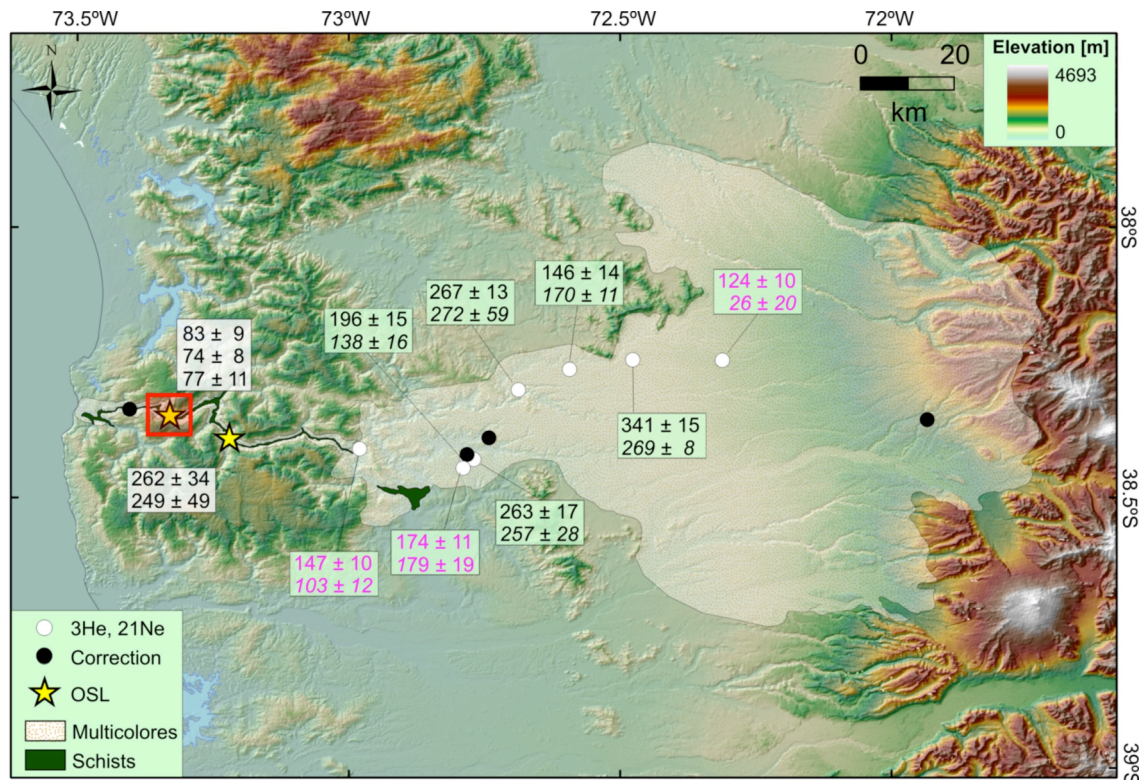 73.5ºW 73ºW 72.5ºW 72ºW
N
0 20
km
Elevation [m]
4693
0
38ºS
38.5ºS
39ºS
146 ± 14
170 ± 11
124 ± 10
26 ± 20
267 ± 13
272 ± 59
196 ± 15
138 ± 16
83 ± 9
74 ± 8
77 ± 11
341 ± 15
269 ± 8
262 ± 34
249 ± 49
263 ± 17
257 ± 28
174 ± 11
179 ± 19
147 ± 10
103 ± 12
3He, 21Ne
Correction
OSL
Multicolores
Schists